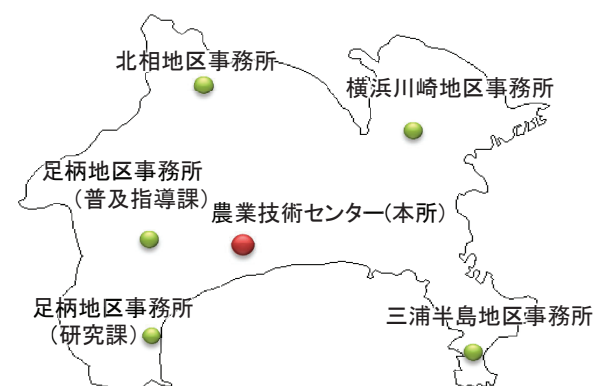 北相地区事務所
横浜川崎地区事務所
足柄地区事務所
（普及指導課）
農業技術センター(本所)
足柄地区事務所
（研究課）
三浦半島地区事務所